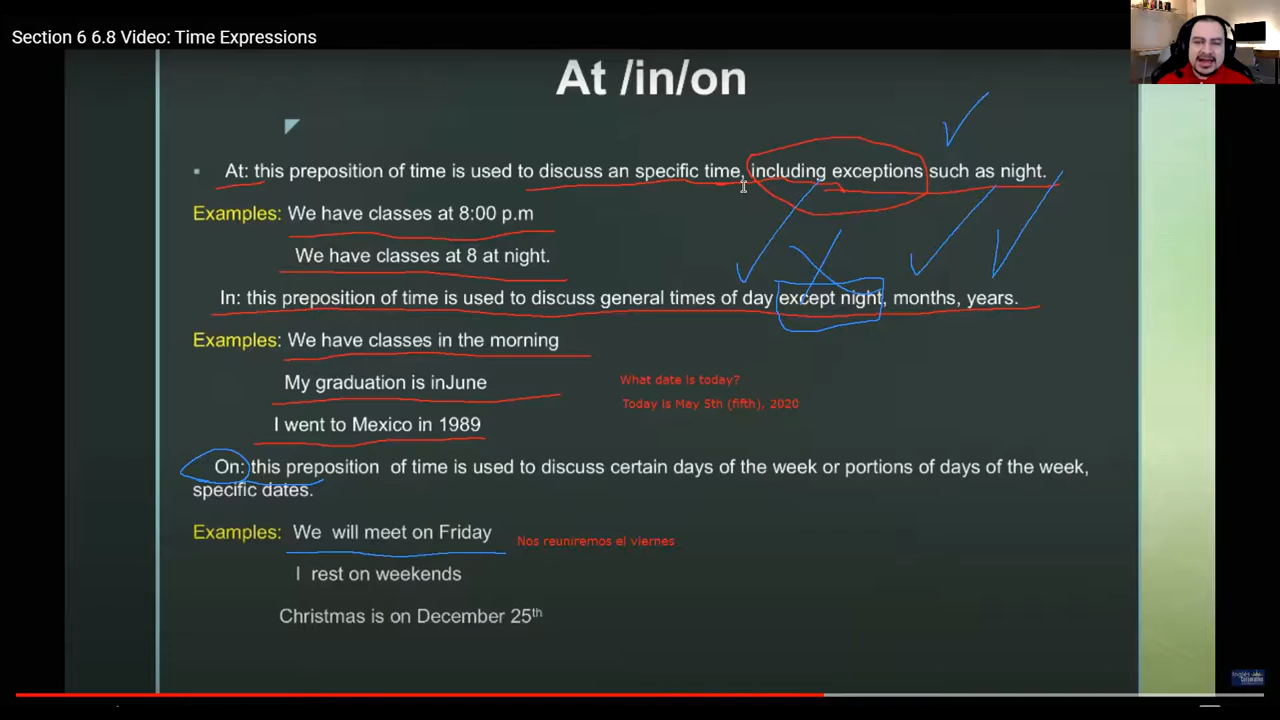 Section 6 6.8 Video: Time Expressions
At /in/on
At: this preposition of time is used to discuss an specific time, including exceptions such as night.
Examples: We have classes at 8:00 p.m
We have classes at 8 at night.
In: this preposition of time is used to discuss general times of day except night, months, years.
Examples: We have classes in the morning
My graduation is inJune
What date is today?
Today is May 5th (fifth), 2020
I went to Mexico in 1989
On: this preposition of time is used to discuss certain days of the week or portions of days of the week,
specific dates.
Examples: We will meet on Friday
Nos reuniremos el viernes
I rest on weekends
Christmas is on December 25th